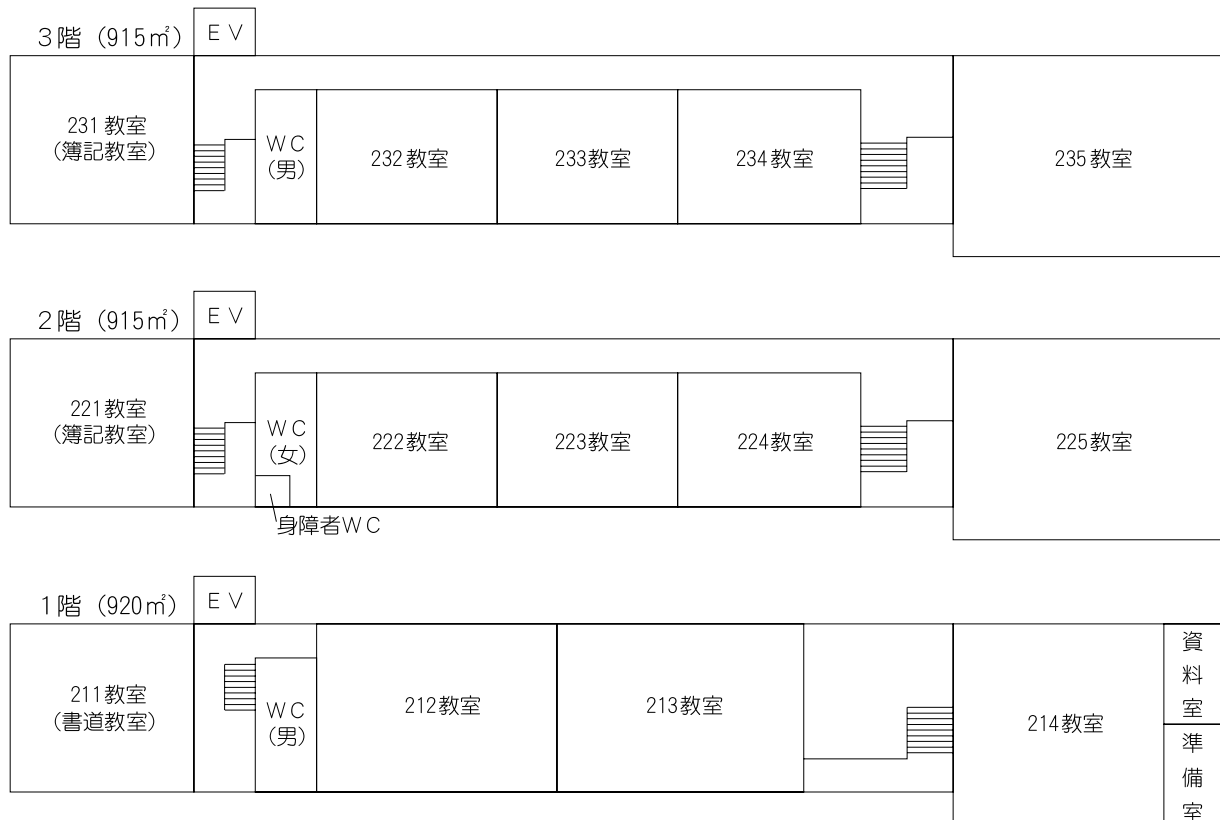 3階（915㎡）
ＥＶ
231教室
（簿記教室）
ＷＣ
（男）
232教室
233教室
234教室
235教室
2階（915㎡）
ＥＶ
221教室
（簿記教室）
ＷＣ
（女）
222教室
223教室
224教室
225教室
身障者ＷＣ
1階（920㎡）
ＥＶ
211教室
（書道教室）
ＷＣ
（男）
212教室
213教室
214教室
資料室
準備室